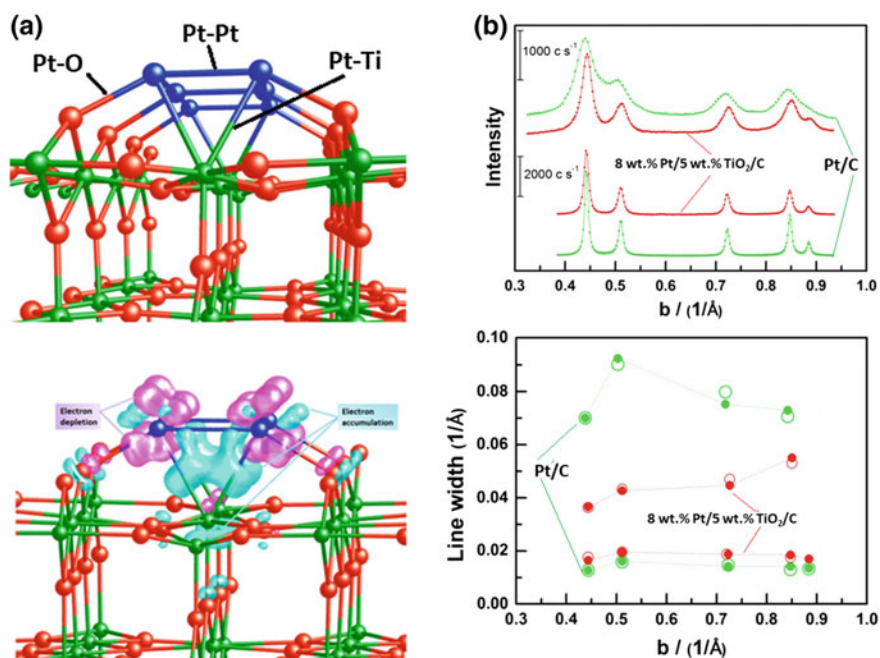 (a)
Pt-Pt
Pt-O
Pt-Ti
Electron
depletion
Electron
accumulation
(b)
1000 c s⁻¹
2000 c s⁻¹
Intensity
8 wt.% Pt/5 wt.% TiO₂/C
Pt/C
0.3 0.4 0.5 0.6 0.7 0.8 0.9 1.0
b / (1/Å)
0.10
0.08
0.06
0.04
0.02
0.00
Line width (1/Å)
Pt/C
8 wt.% Pt/5 wt.% TiO₂/C
0.3 0.4 0.5 0.6 0.7 0.8 0.9 1.0
b / (1/Å)